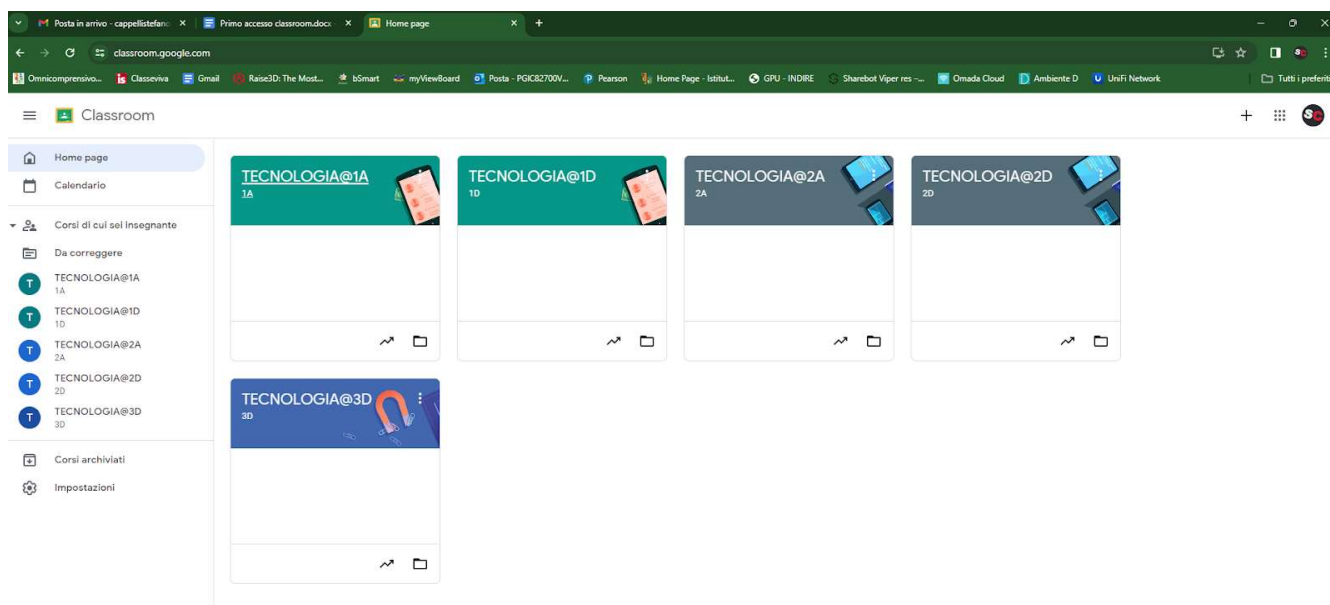 Posta in arrivo - cappellistefano
Primo accesso classroom.docx
Home page
classroom.google.com
Omnicomprensivo...
Classeviva
Gmail
Raise3D: The Most...
bSmart
myViewBoard
Posta - PGIC82700V...
Pearson
Home Page - Istitut...
GPU - INDIRE
Sharebot Viper res –...
Omada Cloud
Ambiente D
UniFi Network
Tutti i preferiti
Classroom
SC
Home page
Calendario
Corsi di cui sei insegnante
Da correggere
T
TECNOLOGIA@1A
1A
T
TECNOLOGIA@1D
1D
T
TECNOLOGIA@2A
2A
T
TECNOLOGIA@2D
2D
T
TECNOLOGIA@3D
3D
Corsi archiviati
Impostazioni
TECNOLOGIA@1A
1A
TECNOLOGIA@1D
1D
TECNOLOGIA@2A
2A
TECNOLOGIA@2D
2D
TECNOLOGIA@3D
3D